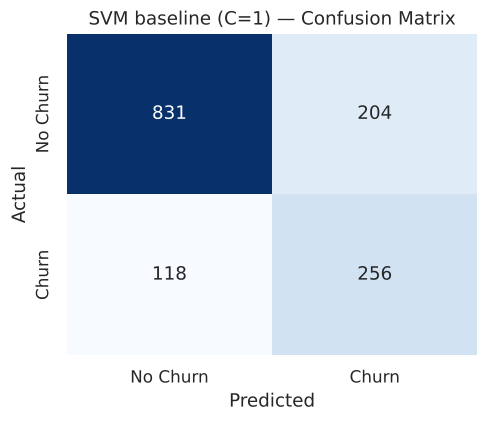 SVM baseline (C=1) — Confusion Matrix
Actual
No Churn
831
204
Churn
118
256
No Churn
Churn
Predicted